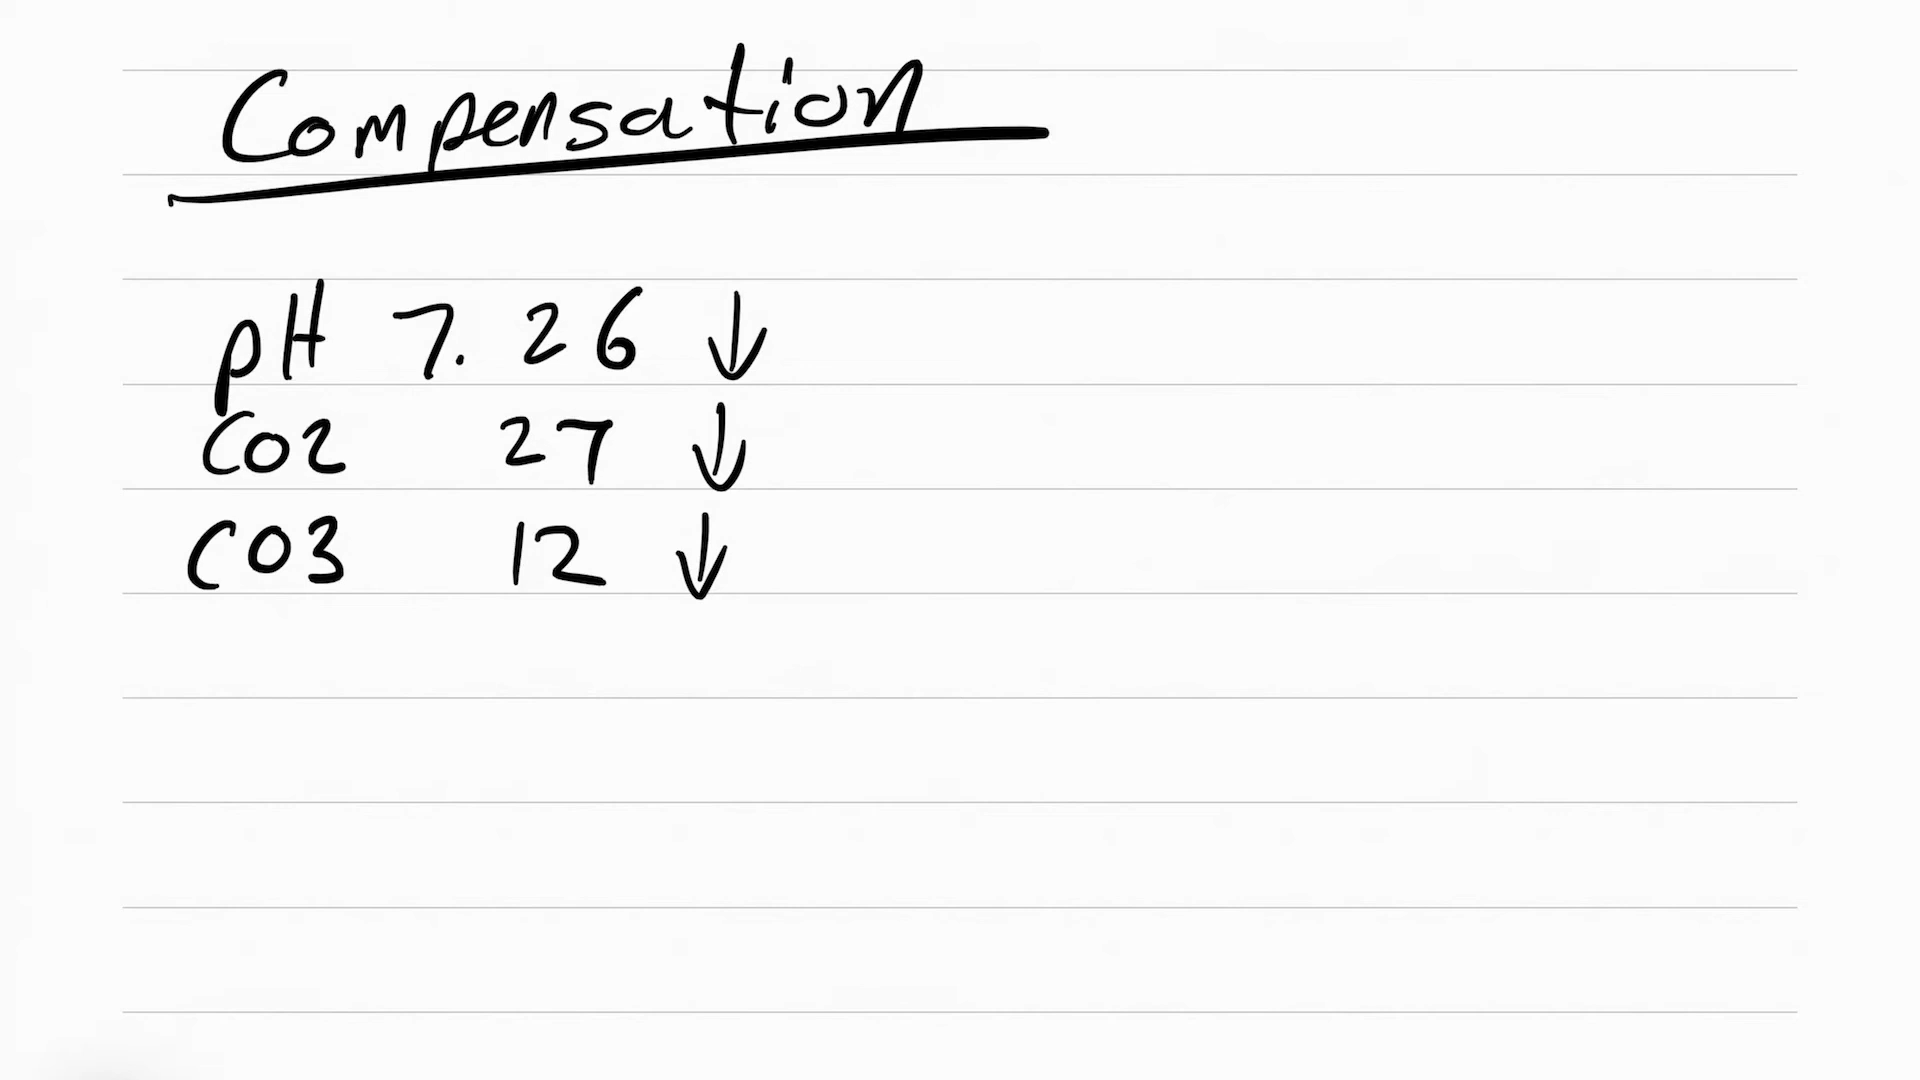 Compensation
pH 7.26 ↓
CO2 27 ↓
CO3 12 ↓